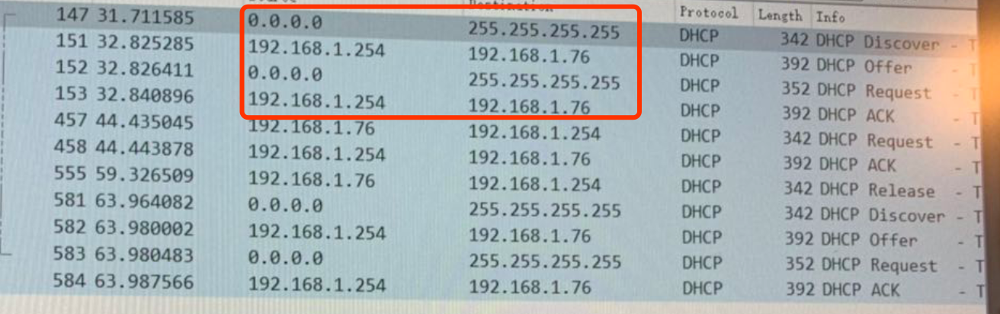 Destination Protocol Length Info
147 31.711585 0.0.0.0 255.255.255.255 DHCP 342 DHCP Discover - T
151 32.825285 192.168.1.254 192.168.1.76 DHCP 392 DHCP Offer - T
152 32.826411 0.0.0.0 255.255.255.255 DHCP 352 DHCP Request - T
153 32.840896 192.168.1.254 192.168.1.76 DHCP 392 DHCP ACK - T
457 44.435045 192.168.1.76 192.168.1.254 DHCP 342 DHCP Request - T
458 44.443878 192.168.1.254 192.168.1.76 DHCP 392 DHCP ACK - T
555 59.326509 192.168.1.76 192.168.1.254 DHCP 342 DHCP Release - T
581 63.964082 0.0.0.0 255.255.255.255 DHCP 342 DHCP Discover - T
582 63.980002 192.168.1.254 192.168.1.76 DHCP 392 DHCP Offer - T
583 63.980483 0.0.0.0 255.255.255.255 DHCP 352 DHCP Request - T
584 63.987566 192.168.1.254 192.168.1.76 DHCP 392 DHCP ACK - T